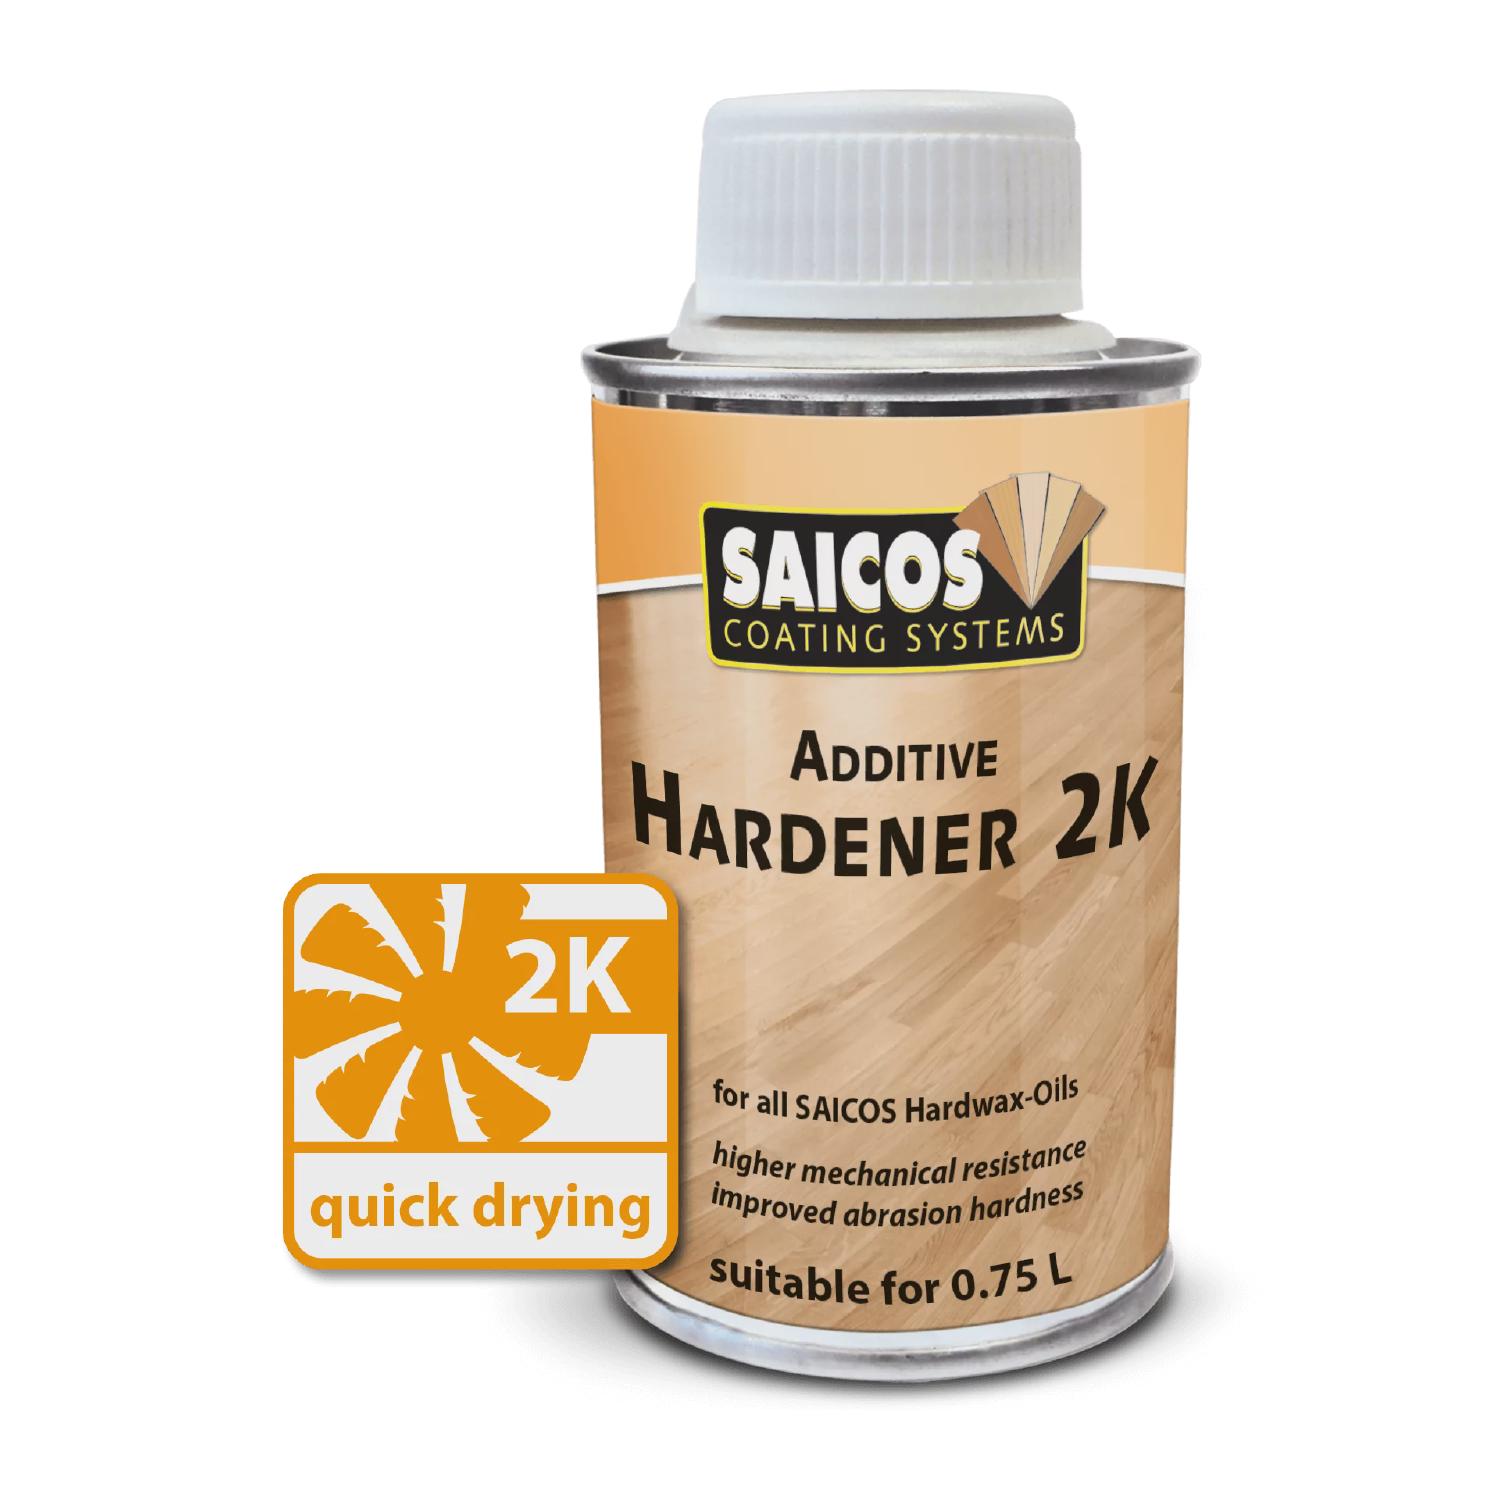 SAICOS
COATING SYSTEMS
ADDITIVE
HARDENER 2K
for all SAICOS Hardwax-Oils
higher mechanical resistance
improved abrasion hardness
suitable for 0.75 L
2K
quick drying